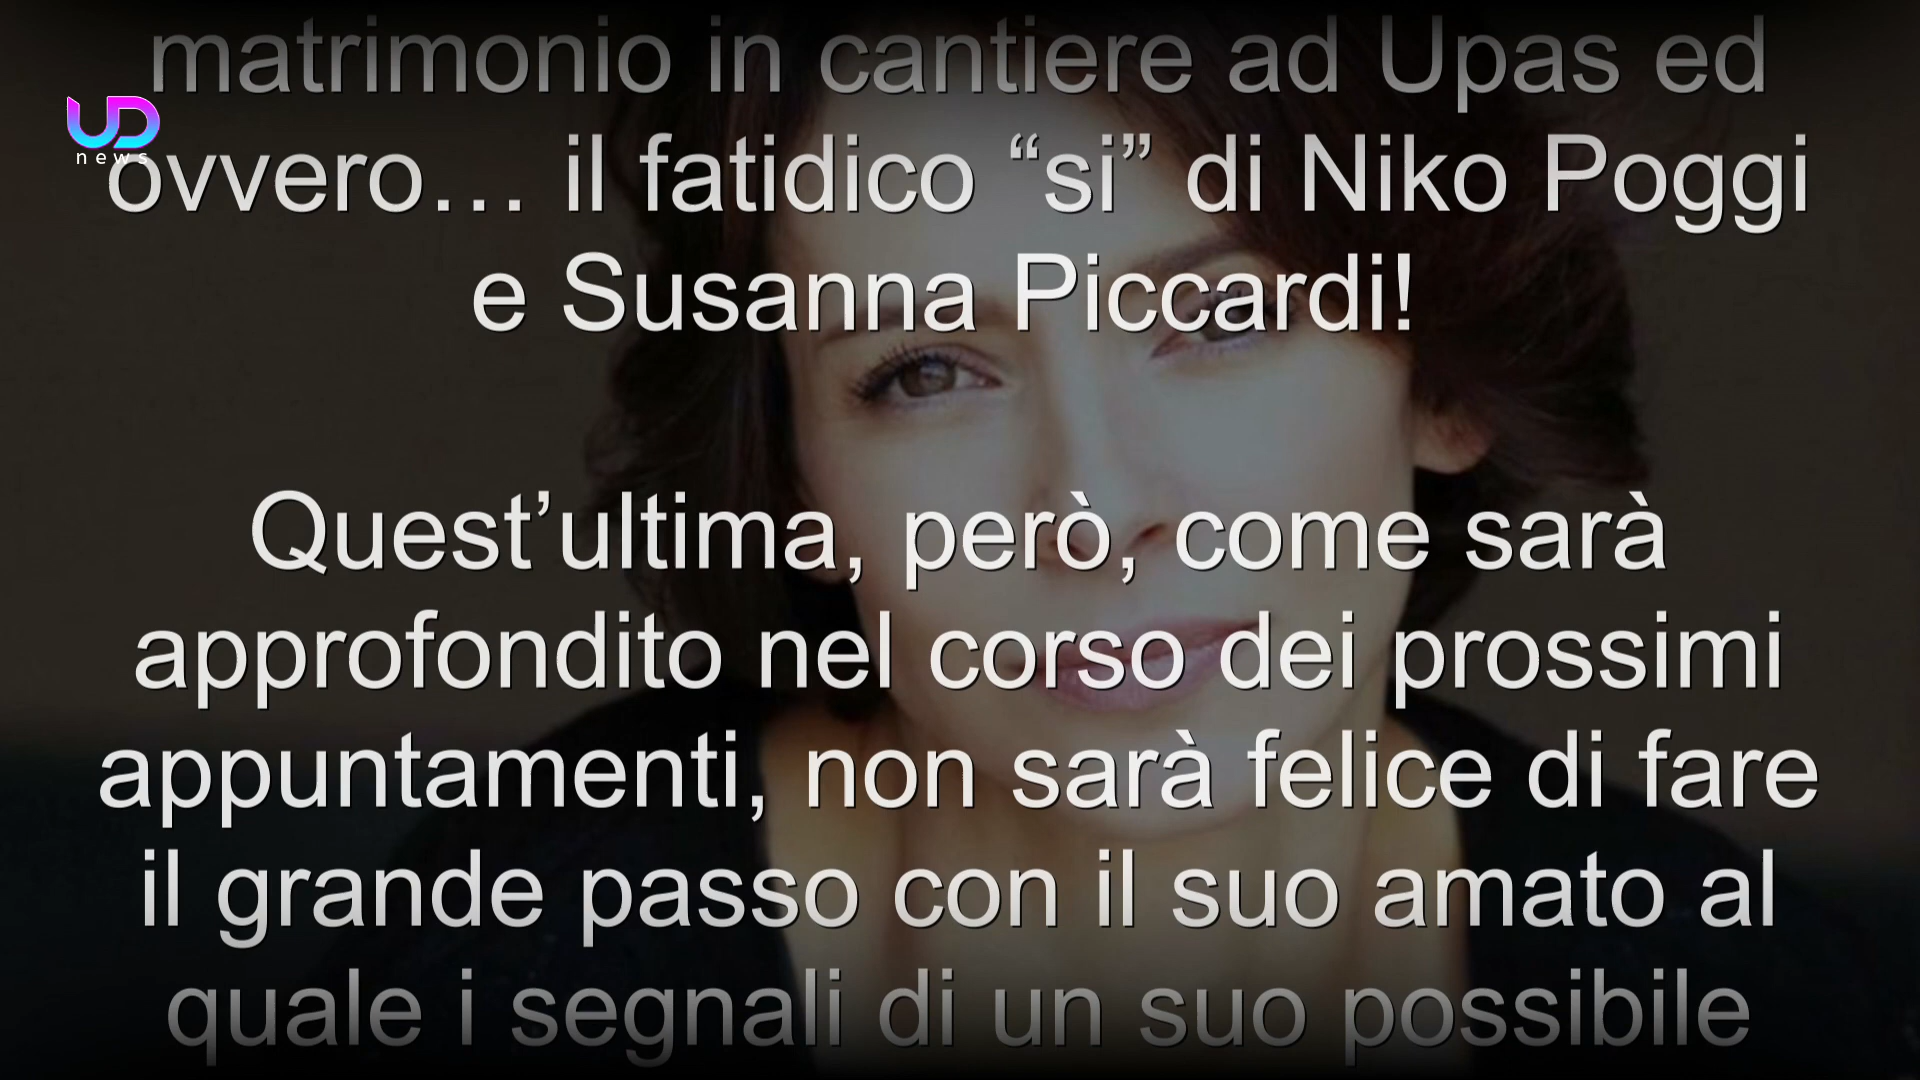 matrimonio in cantiere ad Upas ed
UD
news
ovvero… il fatidico “si” di Niko Poggi
e Susanna Piccardi!
Quest’ultima, però, come sarà
approfondito nel corso dei prossimi
appuntamenti, non sarà felice di fare
il grande passo con il suo amato al
quale i segnali di un suo possibile